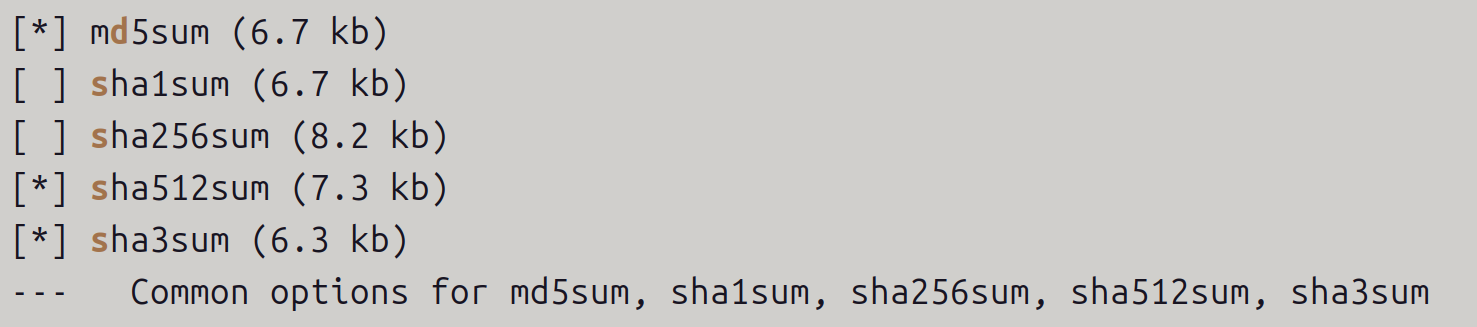 [*] md5sum (6.7 kb)
[ ] sha1sum (6.7 kb)
[ ] sha256sum (8.2 kb)
[*] sha512sum (7.3 kb)
[*] sha3sum (6.3 kb)
---   Common options for md5sum, sha1sum, sha256sum, sha512sum, sha3sum